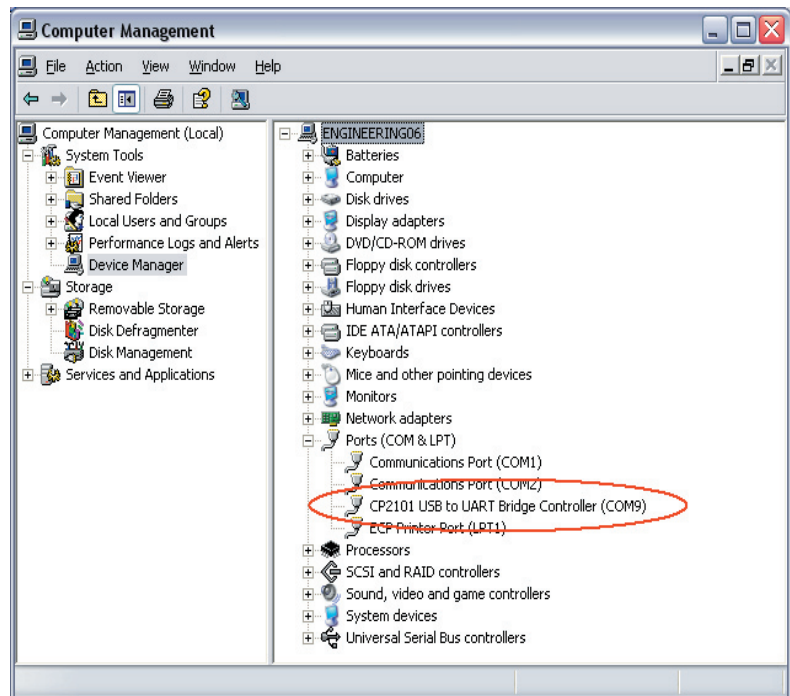 Computer Management
File Action View Window Help
Computer Management (Local)
System Tools
Event Viewer
Shared Folders
Local Users and Groups
Performance Logs and Alerts
Device Manager
Storage
Removable Storage
Disk Defragmenter
Disk Management
Services and Applications
ENGINEERING06
Batteries
Computer
Disk drives
Display adapters
DVD/CD-ROM drives
Floppy disk controllers
Floppy disk drives
Human Interface Devices
IDE ATA/ATAPI controllers
Keyboards
Mice and other pointing devices
Monitors
Network adapters
Ports (COM & LPT)
Communications Port (COM1)
Communications Port (COM2)
CP2101 USB to UART Bridge Controller (COM9)
ECP Printer Port (LPT1)
Processors
SCSI and RAID controllers
Sound, video and game controllers
System devices
Universal Serial Bus controllers